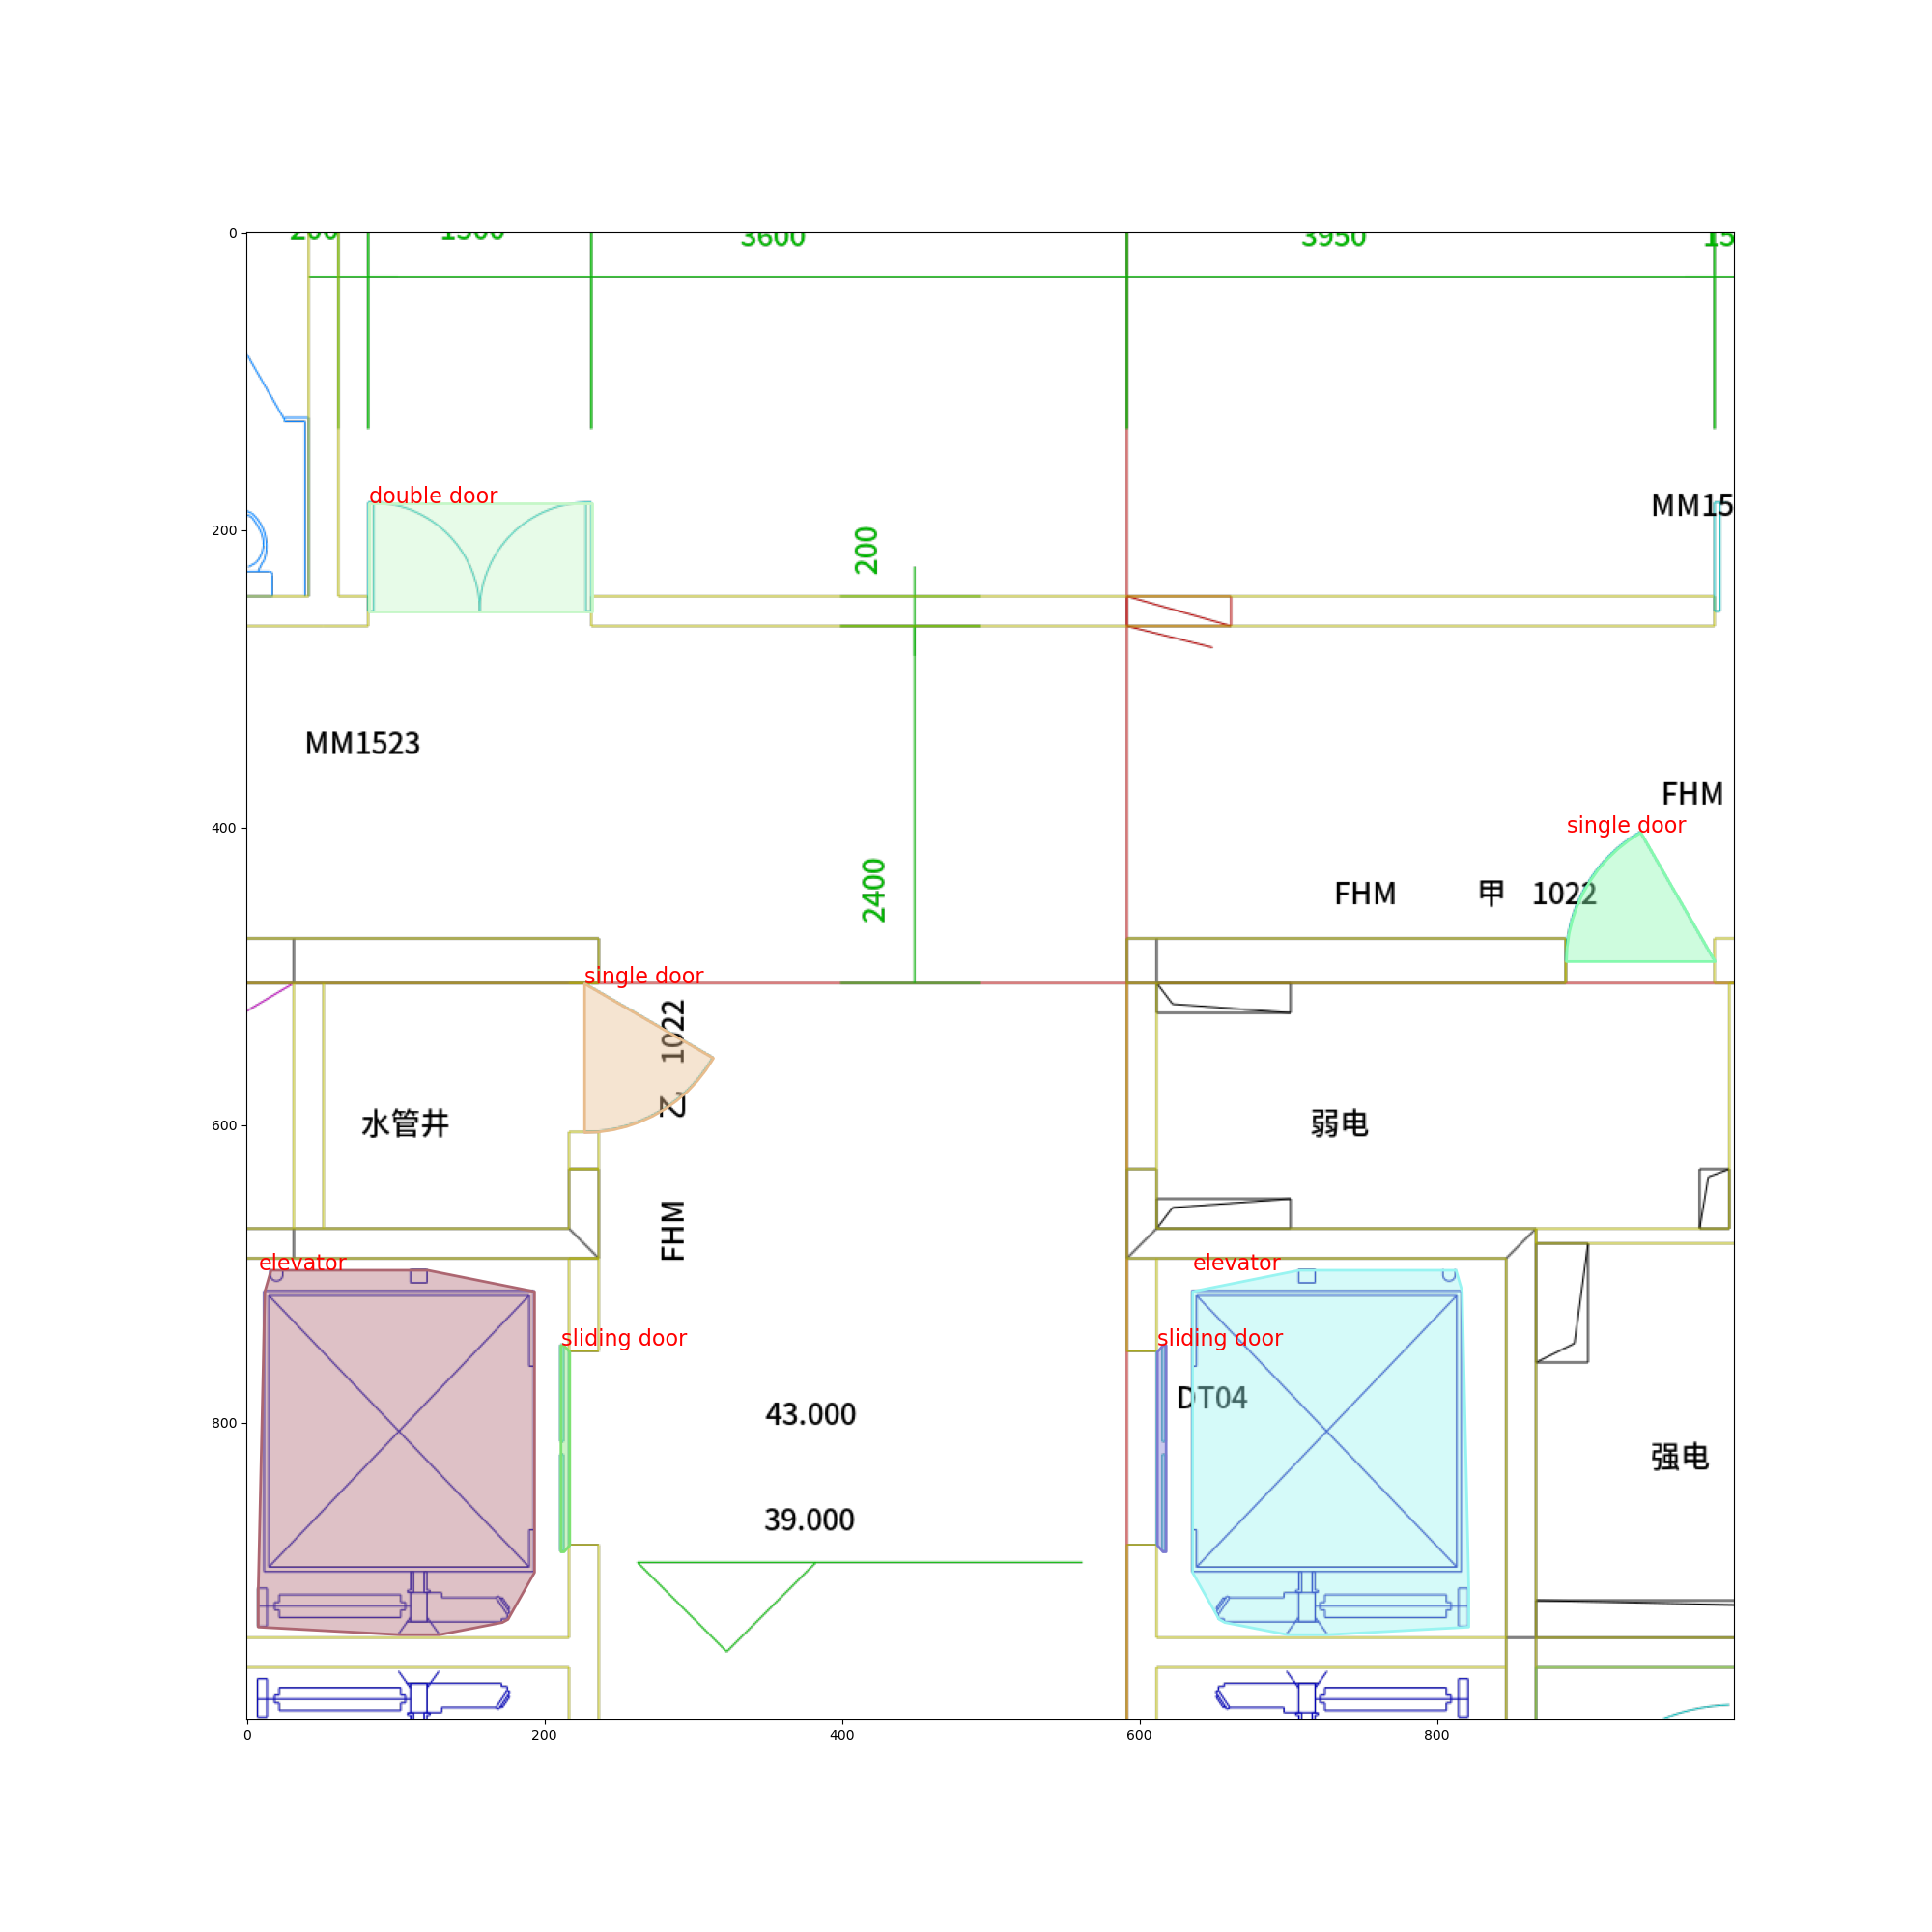 200
1500
3600
3950
15
0
double door
MM15
200
200
MM1523
FHM
400
single door
FHM 甲 1022
2400
single door
乙 1022
FHM
水管井
弱电
600
elevator
elevator
sliding door
sliding door
DT04
43.000
800
强电
39.000
0
200
400
600
800